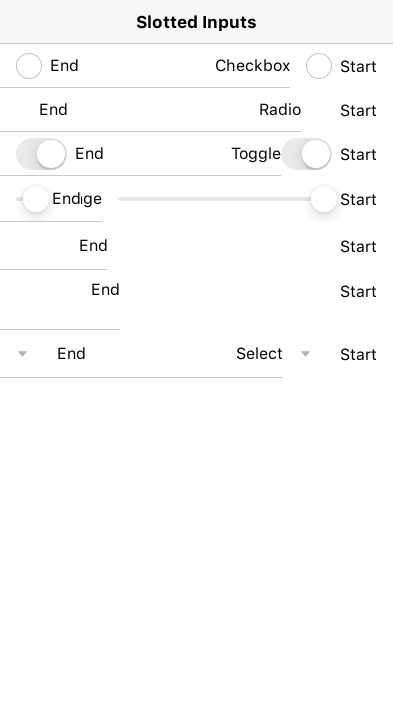 Slotted Inputs
End Checkbox Start
End Radio Start
End Toggle Start
End Start
End Start
End Start
End Select Start